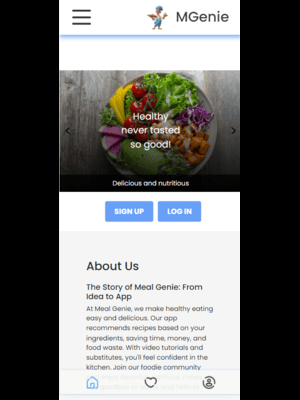 MGenie
Healthy
never tasted
so good!
Delicious and nutritious
SIGN UP
LOG IN
About Us
The Story of Meal Genie: From
Idea to App
At Meal Genie, we make healthy eating
easy and delicious. Our app
recommends recipes based on your
ingredients, saving time, money, and
food waste. With video tutorials and
substitutes, you'll feel confident in the
kitchen. Join our foodie community